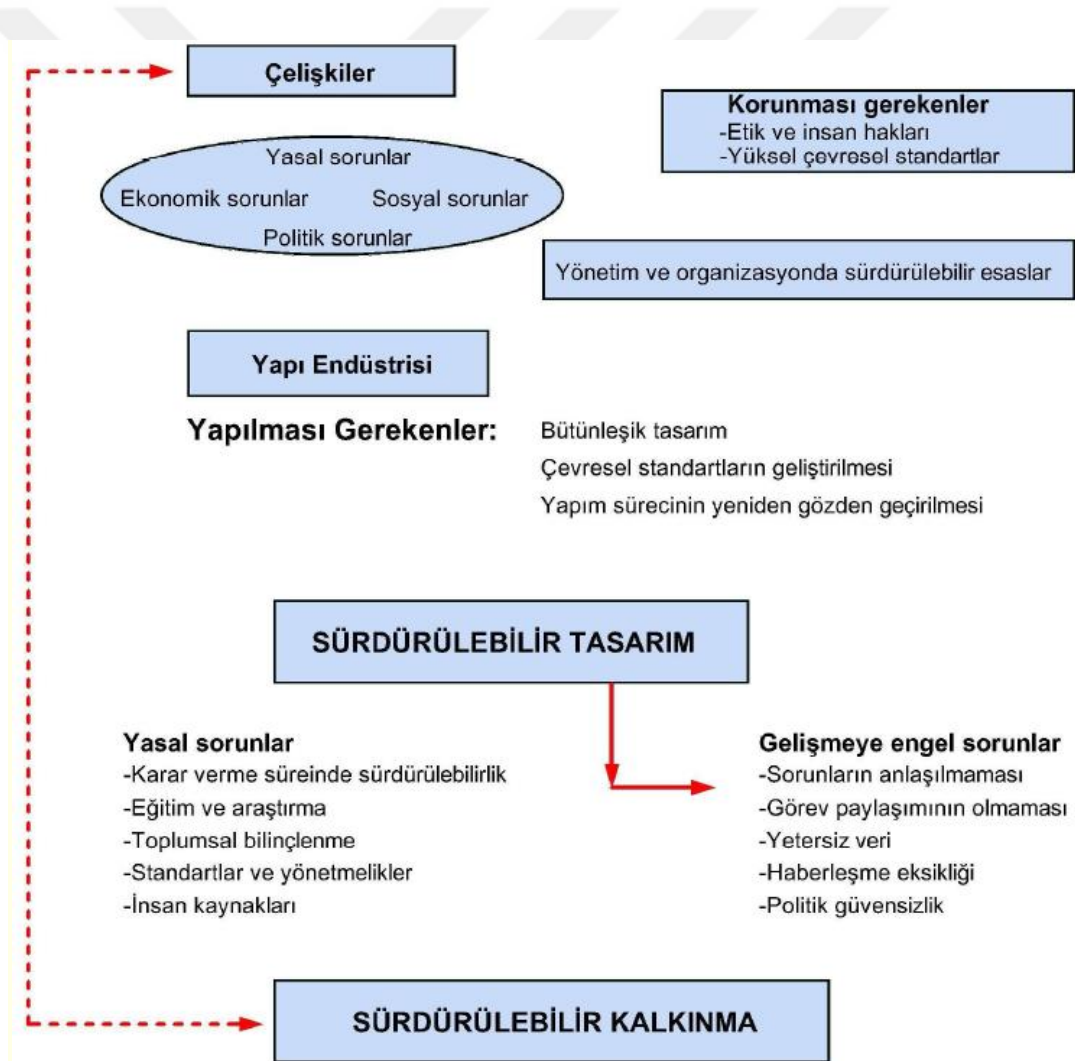 Çelişkiler
Korunması gerekenler
-Etik ve insan hakları
-Yüksel çevresel standartlar
Yasal sorunlar
Ekonomik sorunlar Sosyal sorunlar
Politik sorunlar
Yönetim ve organizasyonda sürdürülebilir esaslar
Yapı Endüstrisi
Yapılması Gerekenler: Bütünleşik tasarım
Çevresel standartların geliştirilmesi
Yapım sürecinin yeniden gözden geçirilmesi
SÜRDÜRÜLEBİLİR TASARIM
Yasal sorunlar
-Karar verme süreinde sürdürülebilirlik
-Eğitim ve araştırma
-Toplumsal bilinçlenme
-Standartlar ve yönetmelikler
-İnsan kaynakları
Gelişmeye engel sorunlar
-Sorunların anlaşılmaması
-Görev paylaşımının olmaması
-Yetersiz veri
-Haberleşme eksikliği
-Politik güvensizlik
SÜRDÜRÜLEBİLİR KALKINMA